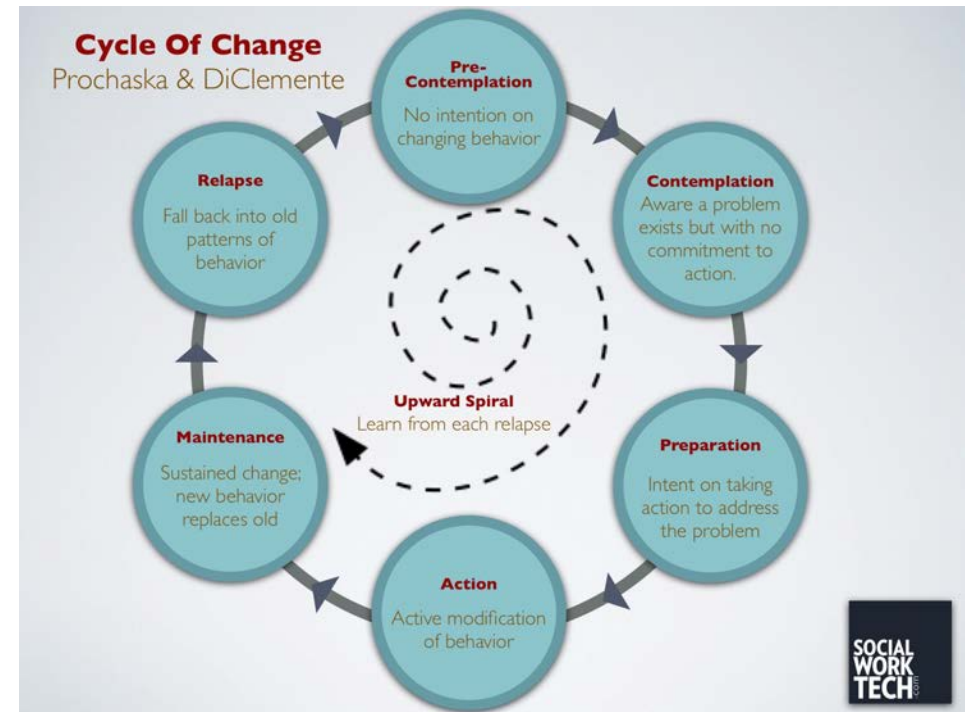 Cycle Of Change
Prochaska & DiClemente
Pre-
Contemplation
No intention on
changing behavior
Contemplation
Aware a problem
exists but with no
commitment to
action.
Preparation
Intent on taking
action to address
the problem
Action
Active modification
of behavior
Maintenance
Sustained change;
new behavior
replaces old
Relapse
Fall back into old
patterns of
behavior
Upward Spiral
Learn from each relapse
SOCIAL
WORK
TECH.com